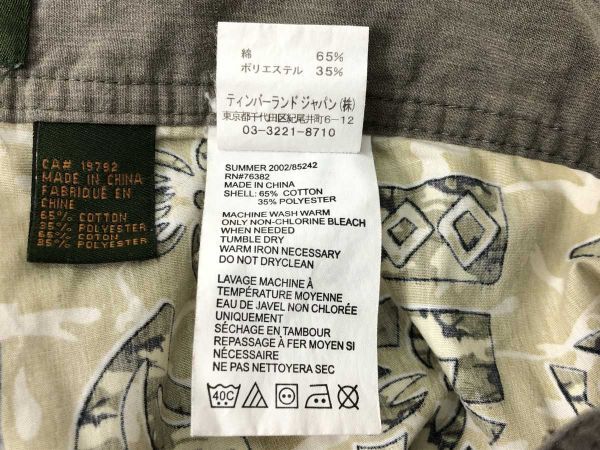 綿 65%
ポリエステル 35%
ティンバーランド ジャパン(株)
東京都千代田区紀尾井町6-12
03-3221-8710
CA# 19792
MADE IN CHINA
FABRIQUÉ EN
CHINE
65% COTTON
35% POLYESTER
65% COTON
35% POLYESTER
SUMMER 2002/85242
RN#76382
MADE IN CHINA
SHELL: 65% COTTON
35% POLYESTER
MACHINE WASH WARM
ONLY NON-CHLORINE BLEACH
WHEN NEEDED
TUMBLE DRY
WARM IRON NECESSARY
DO NOT DRYCLEAN
LAVAGE MACHINE À
TEMPÉRATURE MOYENNE
EAU DE JAVEL NON CHLORÉE
UNIQUEMENT
SÉCHAGE EN TAMBOUR
REPASSAGE À FER MOYEN SI
NÉCESSAIRE
NE PAS NETTOYERA SEC
40C